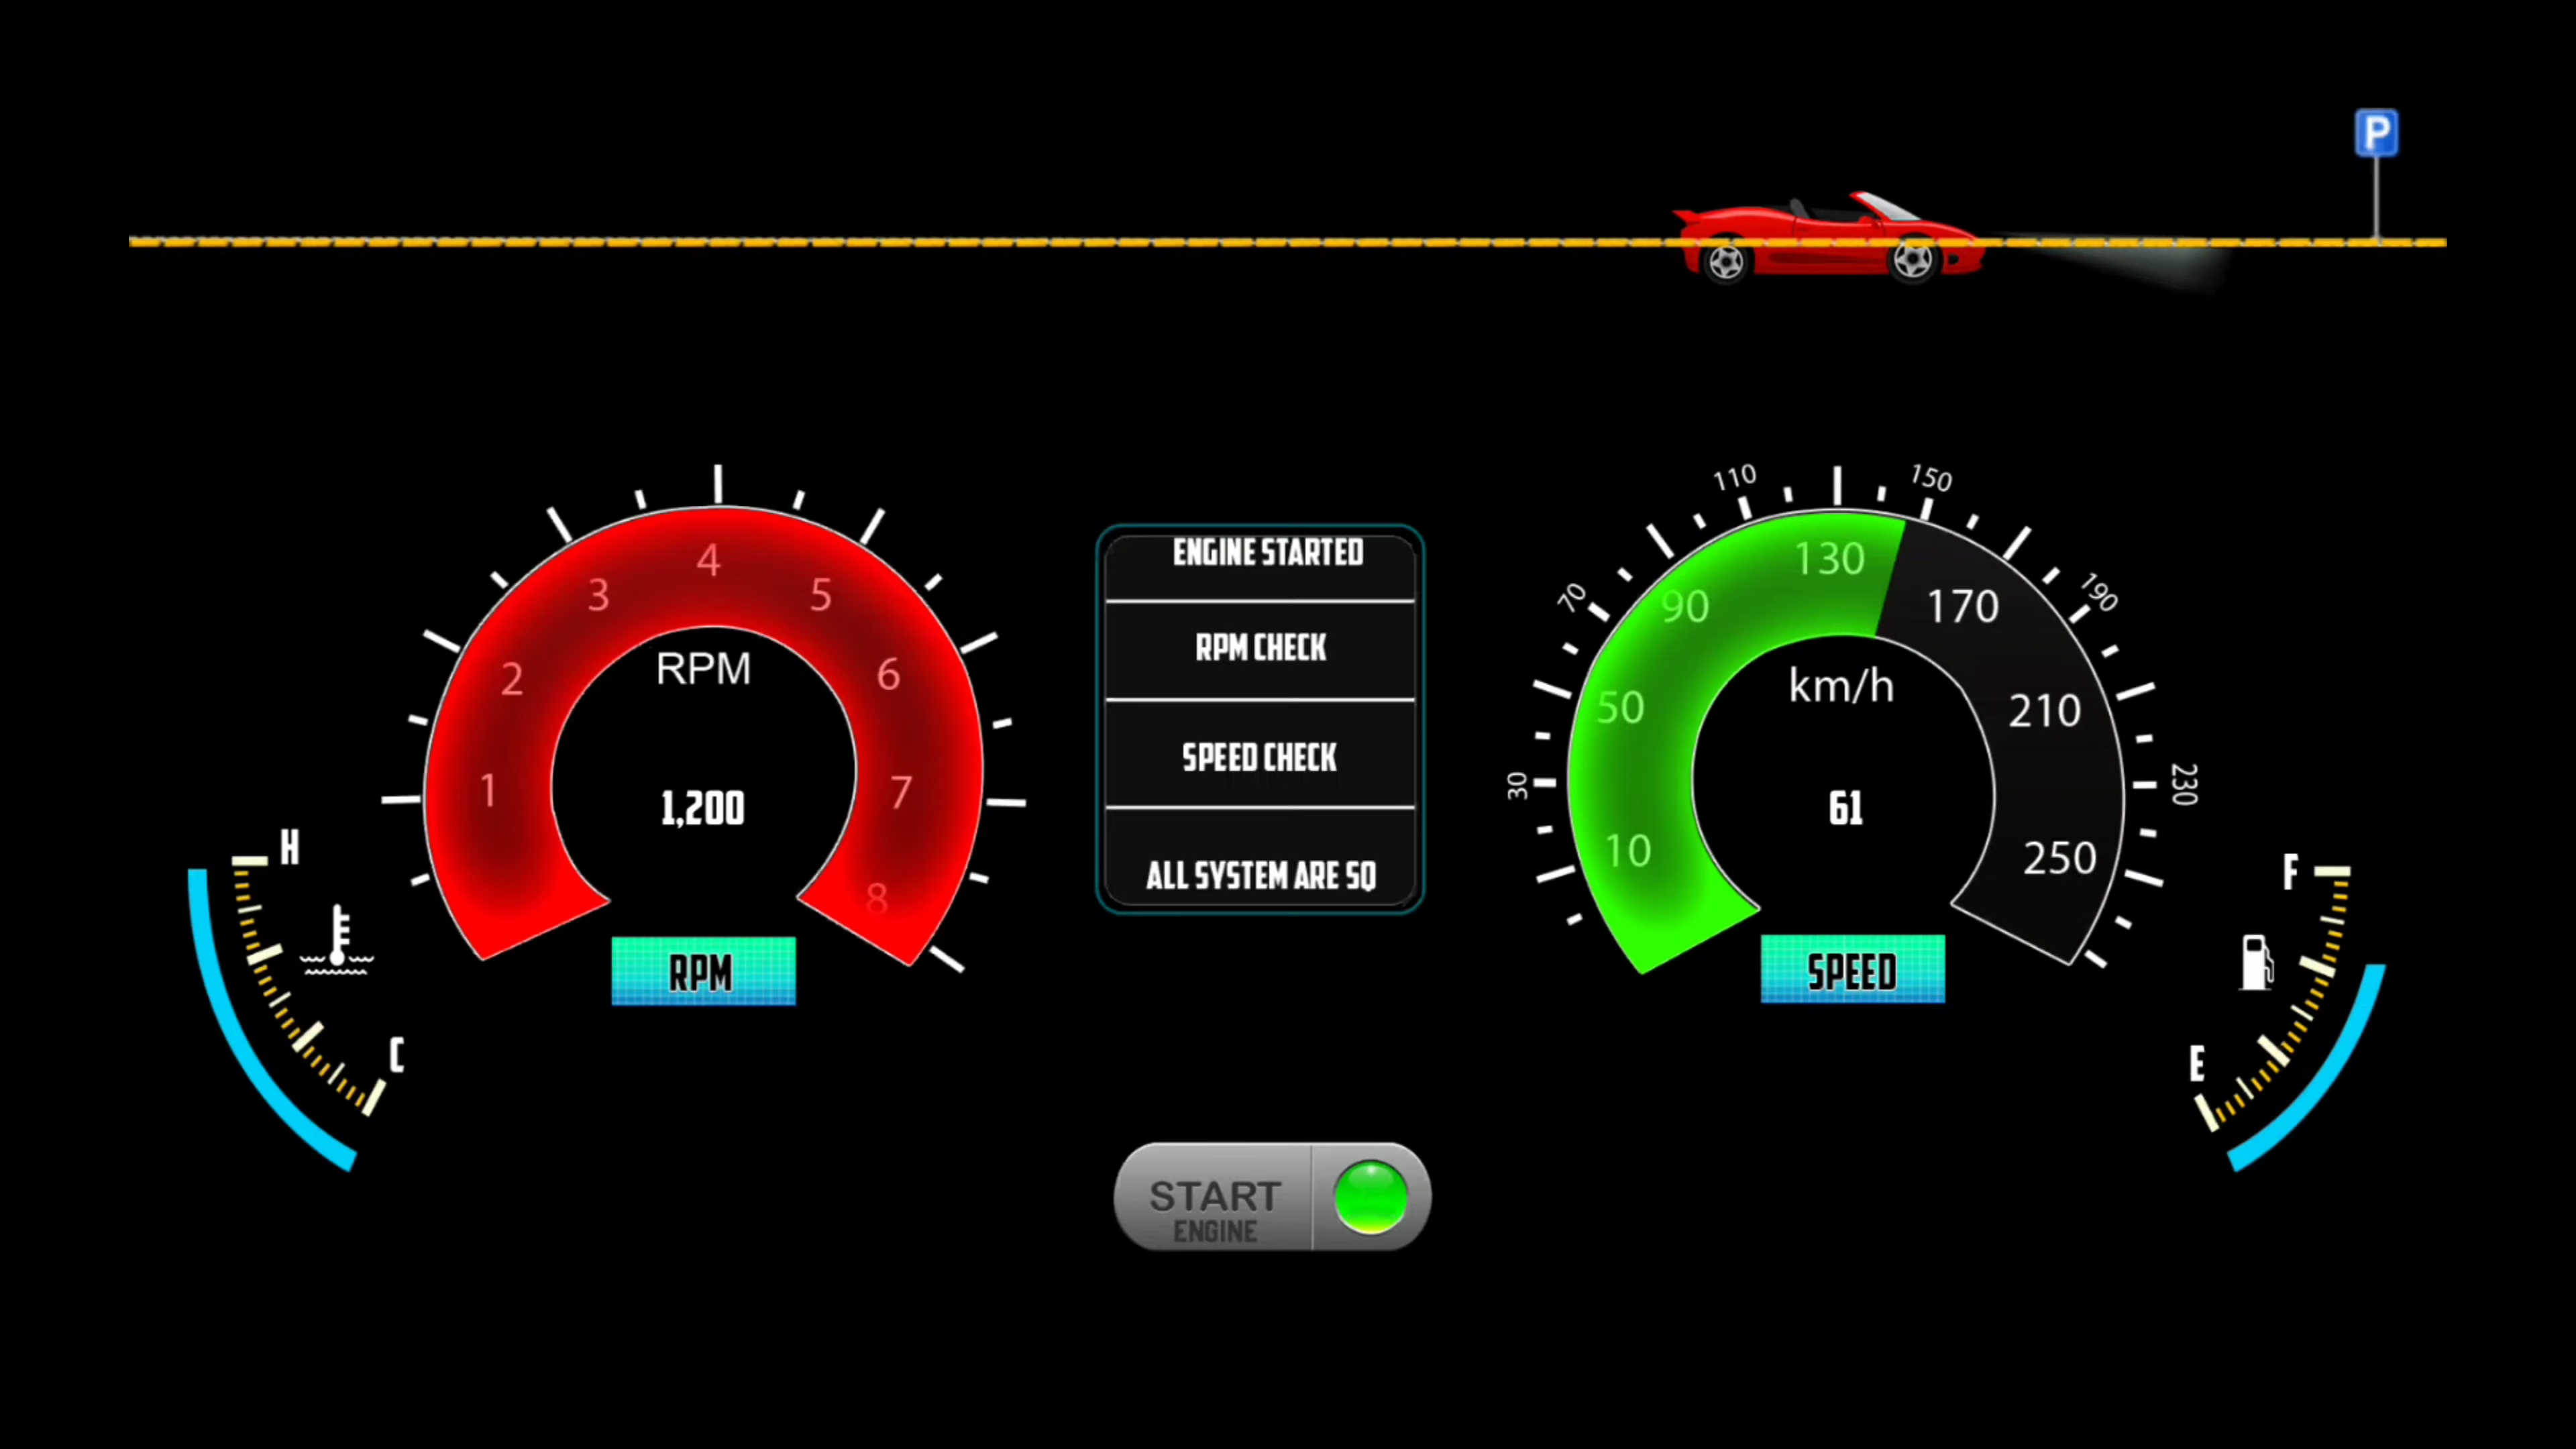 P
110
150
130
70
90
170
190
50
210
30
230
10
250
km/h
61
SPEED
4
3
5
2
6
1
7
8
RPM
1,200
RPM
ENGINE STARTED
RPM CHECK
SPEED CHECK
ALL SYSTEM ARE SQ
H
C
F
E
START
ENGINE